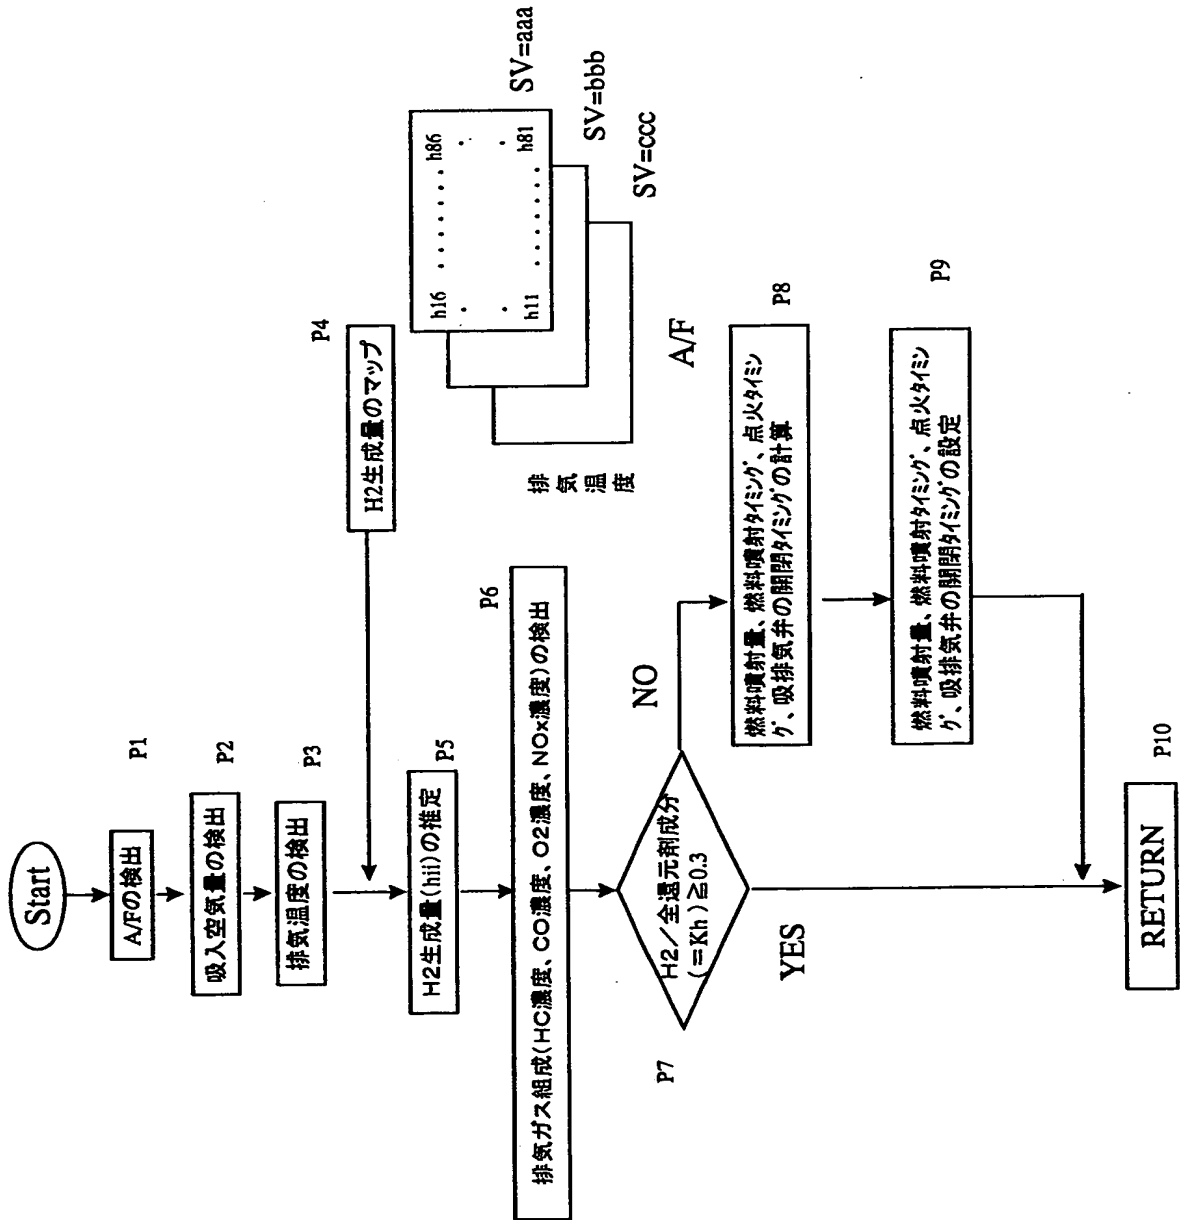 Start
A/Fの検出
P1
吸入空気量の検出
P2
排気温度の検出
P3
H2生成量のマップ
P4
h16 ・・・・・・・ h86
・ ・
・ ・
h11 ・・・・・・・ h81
SV=aaa
SV=bbb
SV=ccc
排気温度
A/F
H2生成量(hii)の推定
P5
排気ガス組成(HC濃度、CO濃度、O2濃度、NOx濃度)の検出
P6
H2/全還元剤成分
(=Kh)≧0.3
P7
NO
YES
燃料噴射量、燃料噴射タイミング、点火タイミン
グ、吸排気弁の開閉タイミングの計算
P8
燃料噴射量、燃料噴射タイミング、点火タイミン
グ、吸排気弁の開閉タイミングの設定
P9
RETURN
P10